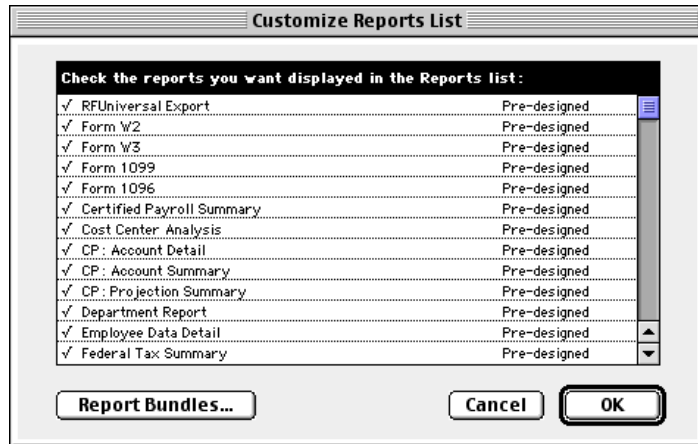 Customize Reports List
Check the reports you want displayed in the Reports list:
✓ RFUniversal Export Pre-designed
✓ Form W2 Pre-designed
✓ Form W3 Pre-designed
✓ Form 1099 Pre-designed
✓ Form 1096 Pre-designed
✓ Certified Payroll Summary Pre-designed
✓ Cost Center Analysis Pre-designed
✓ CP: Account Detail Pre-designed
✓ CP: Account Summary Pre-designed
✓ CP: Projection Summary Pre-designed
✓ Department Report Pre-designed
✓ Employee Data Detail Pre-designed
✓ Federal Tax Summary Pre-designed
Report Bundles... Cancel OK